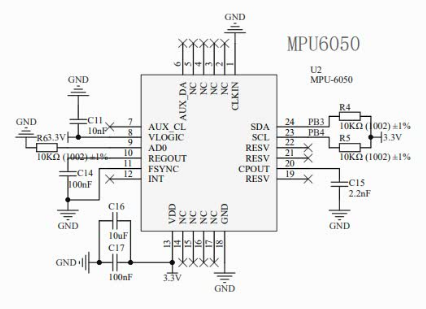 GND
MPU6050
U2
MPU-6050
6 5 4 3 2 1
AUX_DA NC NC NC NC CLKIN
GND
C11
10nF
GND
R6 3.3V
10KΩ (1002) ±1%
C14
100nF
GND
7 AUX_CL
8 VLOGIC
9 AD0
10 REGOUT
11 FSYNC
12 INT
SDA 24 PB3
SCL 23 PB4
RESV 22
RESV 21
CPOUT 20
RESV 19
R4
10KΩ (1002) ±1%
R5
3.3V
10KΩ (1002) ±1%
C15
2.2nF
GND
VDD NC NC NC NC GND
13 14 15 16 17 18
C16
10uF
GND
C17
100nF
3.3V
GND